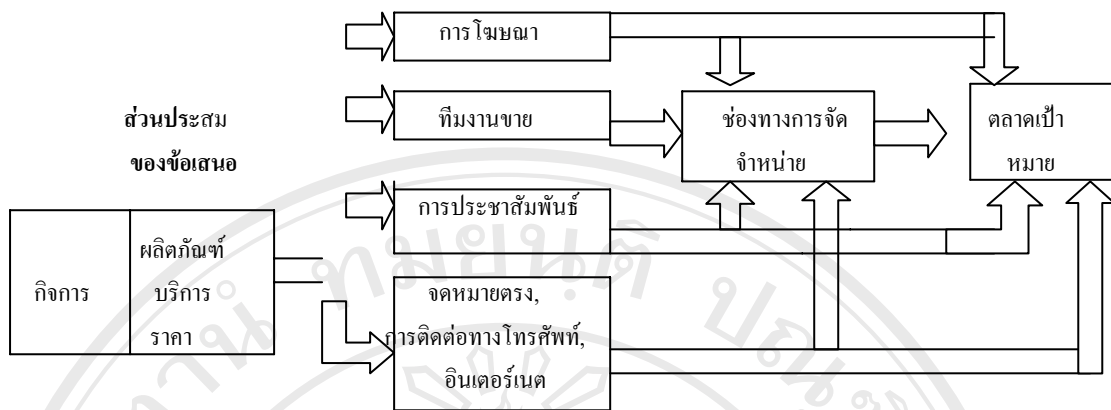 การโฆษณา
ส่วนประสม
ของข้อเสนอ
ทีมงานขาย
ช่องทางการจัด
จำหน่าย
ตลาดเป้า
หมาย
การประชาสัมพันธ์
กิจการ
ผลิตภัณฑ์
บริการ
ราคา
จดหมายตรง,
การติดต่อทางโทรศัพท์,
อินเตอร์เนต